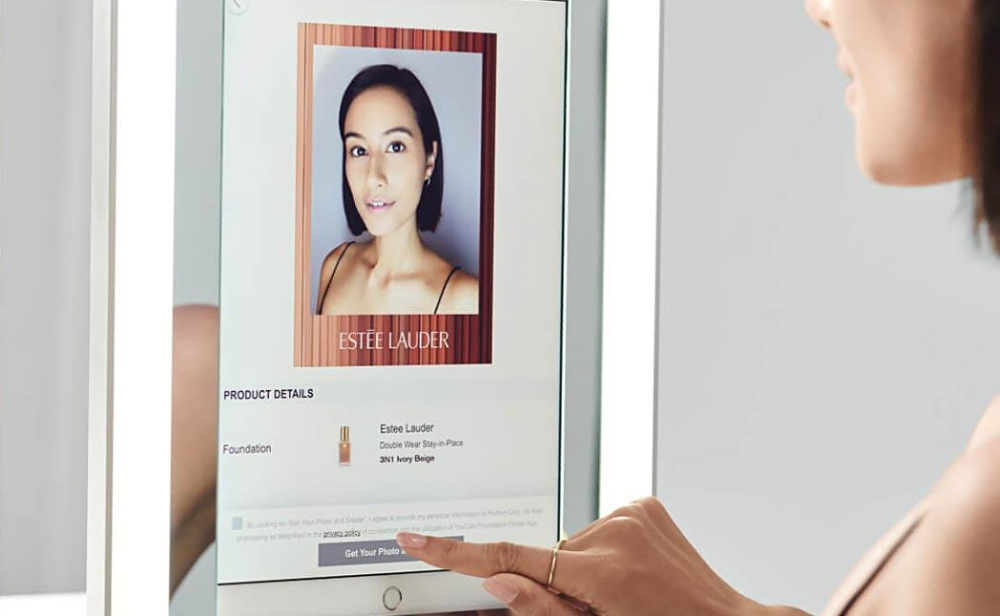 ESTĒE LAUDER
PRODUCT DETAILS
Foundation
Estee Lauder
Double Wear Stay-in-Place
3N1 Ivory Beige
By clicking on "Get Your Photo and Shade", I agree to provide my personal information to Perfect Corp. for
processing as described in the privacy policy in connection with the utilization of YouCam Foundation Finder App.
Get Your Photo